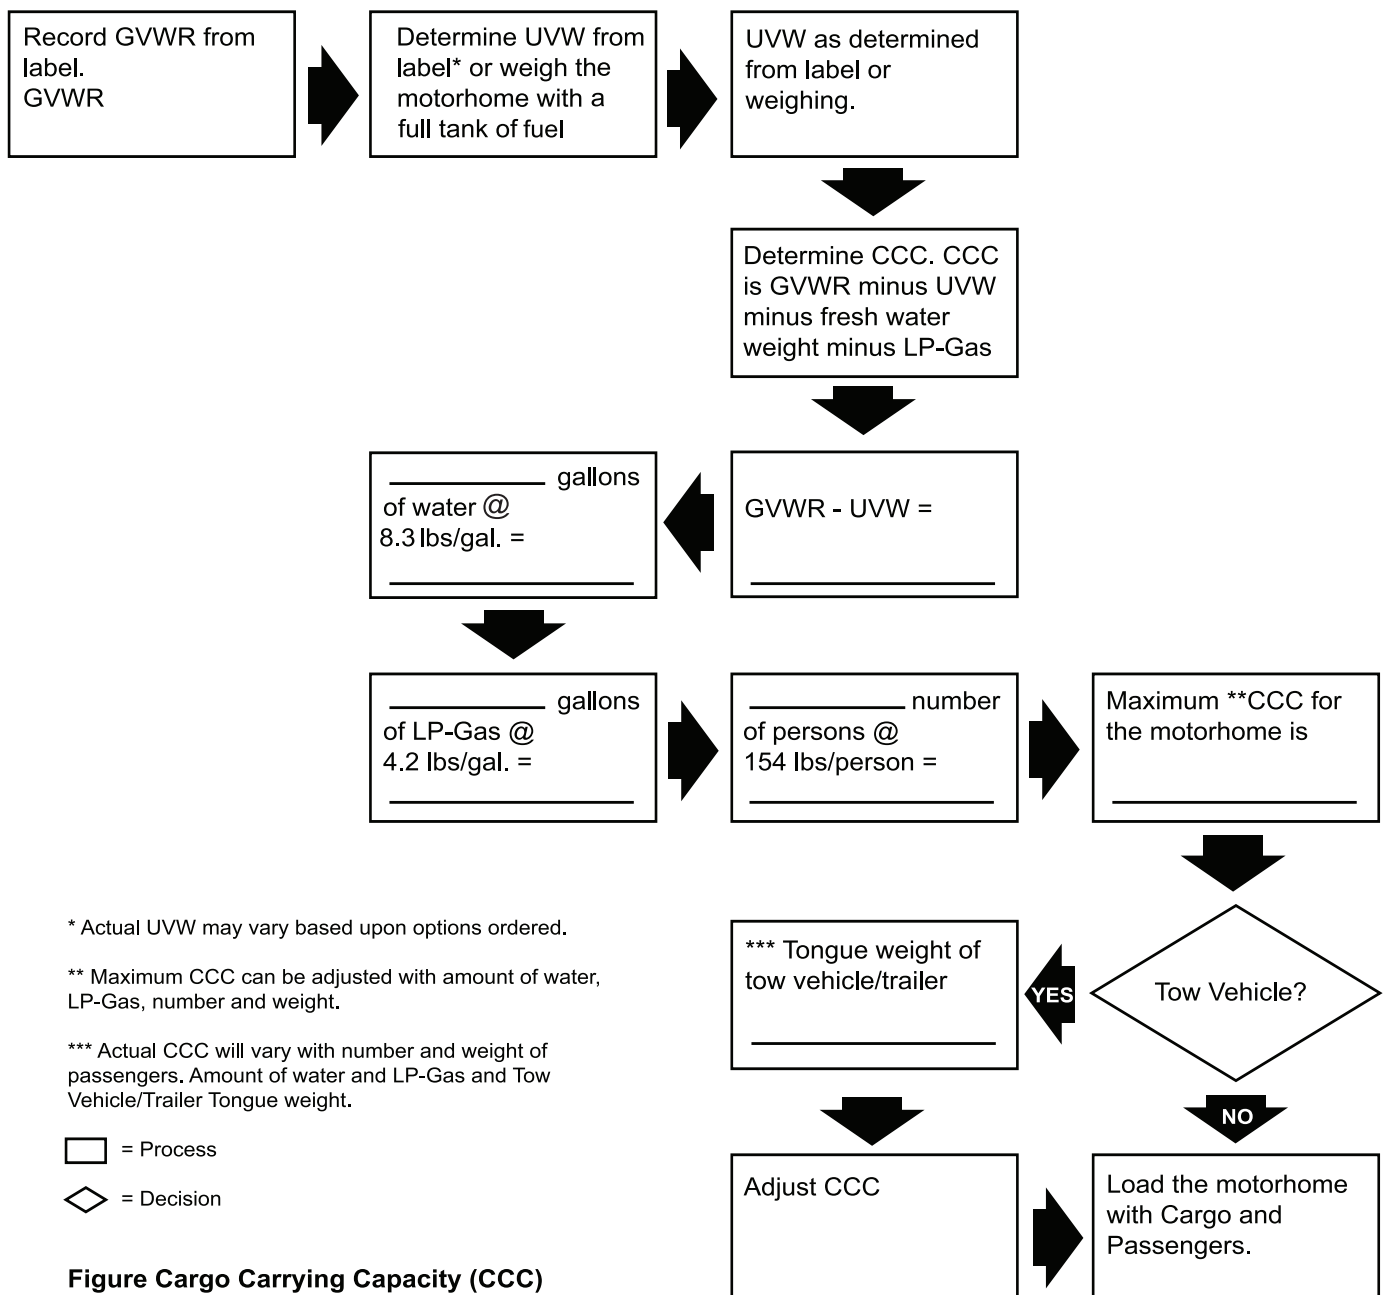 Record GVWR from
label.
GVWR
Determine UVW from
label* or weigh the
motorhome with a
full tank of fuel
UVW as determined
from label or
weighing.
Determine CCC. CCC
is GVWR minus UVW
minus fresh water
weight minus LP-Gas
GVWR - UVW =
gallons
of water @
8.3 lbs/gal. =
gallons
of LP-Gas @
4.2 lbs/gal. =
number
of persons @
154 lbs/person =
Maximum **CCC for
the motorhome is
Tow Vehicle?
YES
*** Tongue weight of
tow vehicle/trailer
NO
Adjust CCC
Load the motorhome
with Cargo and
Passengers.
* Actual UVW may vary based upon options ordered.
** Maximum CCC can be adjusted with amount of water,
LP-Gas, number and weight.
*** Actual CCC will vary with number and weight of
passengers. Amount of water and LP-Gas and Tow
Vehicle/Trailer Tongue weight.
= Process
= Decision
Figure Cargo Carrying Capacity (CCC)